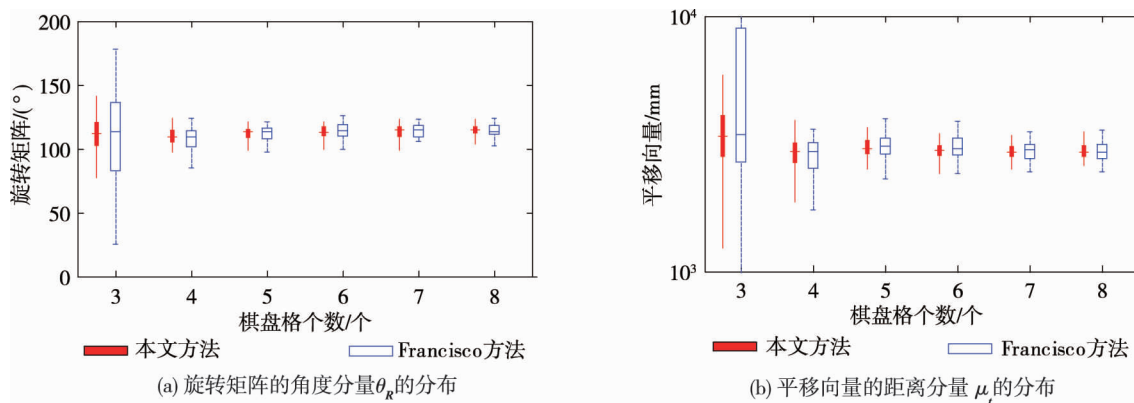 200
150
100
50
0
旋转矩阵/(°)
3 4 5 6 7 8
棋盘格个数/个
本文方法 Francisco方法
(a) 旋转矩阵的角度分量θR的分布
10⁴
10³
平移向量/mm
3 4 5 6 7 8
棋盘格个数/个
本文方法 Francisco方法
(b) 平移向量的距离分量 μt的分布